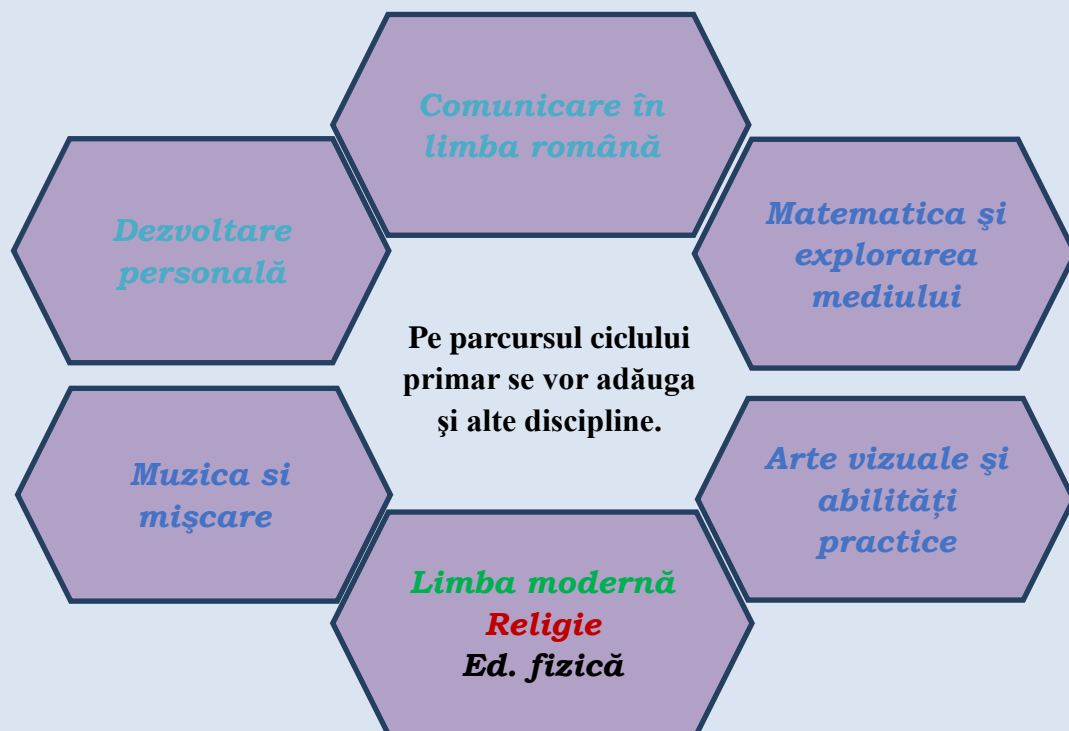 Comunicare în
limba română
Dezvoltare
personală
Matematica şi
explorarea
mediului
Pe parcursul ciclului
primar se vor adăuga
şi alte discipline.
Muzica si
mişcare
Arte vizuale şi
abilități
practice
Limba modernă
Religie
Ed. fizică